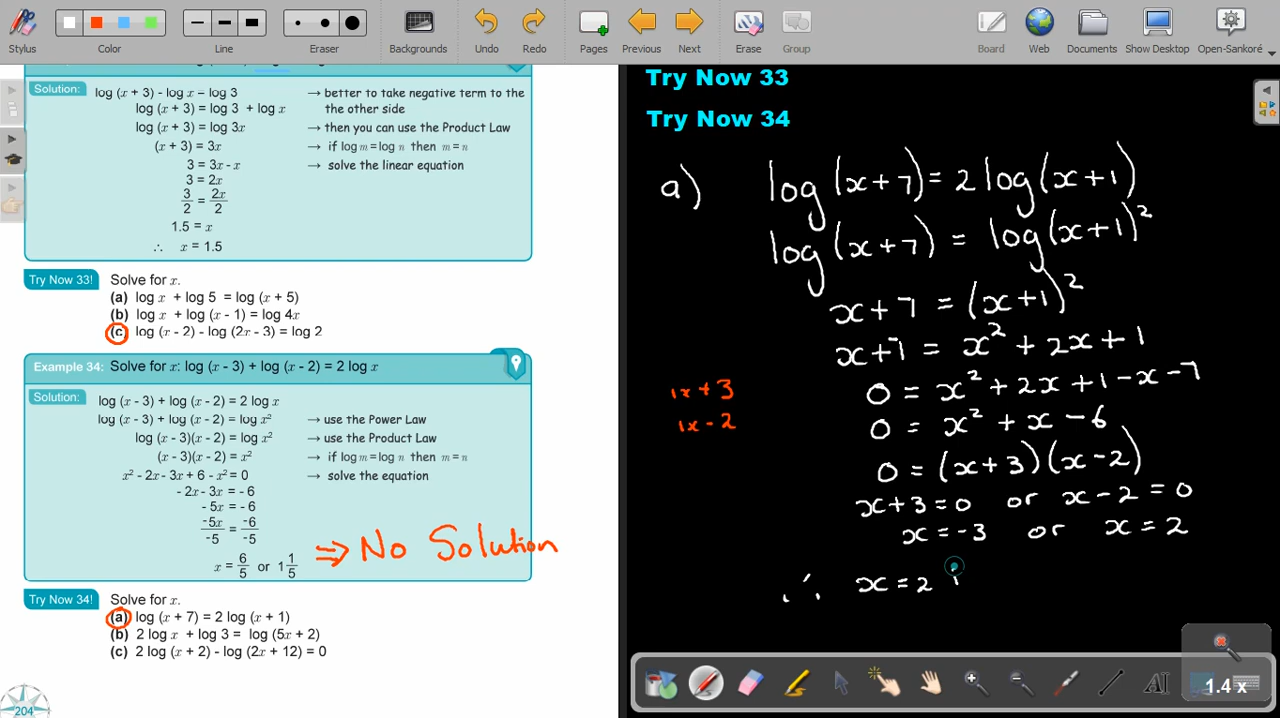 Stylus
Color
Line
Eraser
Backgrounds
Undo
Redo
Pages
Previous
Next
Erase
Group
Board
Web
Documents
Show Desktop
Open-Sankoré
Solution:
log (x + 3) - log x = log 3 → better to take negative term to the
log (x + 3) = log 3 + log x the other side
log (x + 3) = log 3x → then you can use the Product Law
(x + 3) = 3x → if log m = log n then m = n
3 = 3x - x → solve the linear equation
3 = 2x
3/2 = 2x/2
1.5 = x
∴ x = 1.5
Try Now 33! Solve for x.
(a) log x + log 5 = log (x + 5)
(b) log x + log (x - 1) = log 4x
(c) log (x - 2) - log (2x - 3) = log 2
Example 34: Solve for x: log (x - 3) + log (x - 2) = 2 log x
Solution:
log (x - 3) + log (x - 2) = 2 log x
log (x - 3) + log (x - 2) = log x² → use the Power Law
log (x - 3)(x - 2) = log x² → use the Product Law
(x - 3)(x - 2) = x² → if log m = log n then m = n
x² - 2x - 3x + 6 - x² = 0 → solve the equation
- 2x - 3x = - 6
- 5x = - 6
-5x/-5 = -6/-5
x = 6/5 or 1 1/5
⇒ No Solution
Try Now 34! Solve for x.
(a) log (x + 7) = 2 log (x + 1)
(b) 2 log x + log 3 = log (5x + 2)
(c) 2 log (x + 2) - log (2x + 12) = 0
204
Try Now 33
Try Now 34
a) log(x+7) = 2 log(x+1)
log(x+7) = log(x+1)²
x+7 = (x+1)²
x+7 = x² + 2x + 1
0 = x² + 2x + 1 - x - 7
1x + 3
0 = x² + x - 6
1x - 2
0 = (x+3)(x-2)
x+3 = 0 or x-2 = 0
x = -3 or x = 2
∴ x = 2
1.4 x